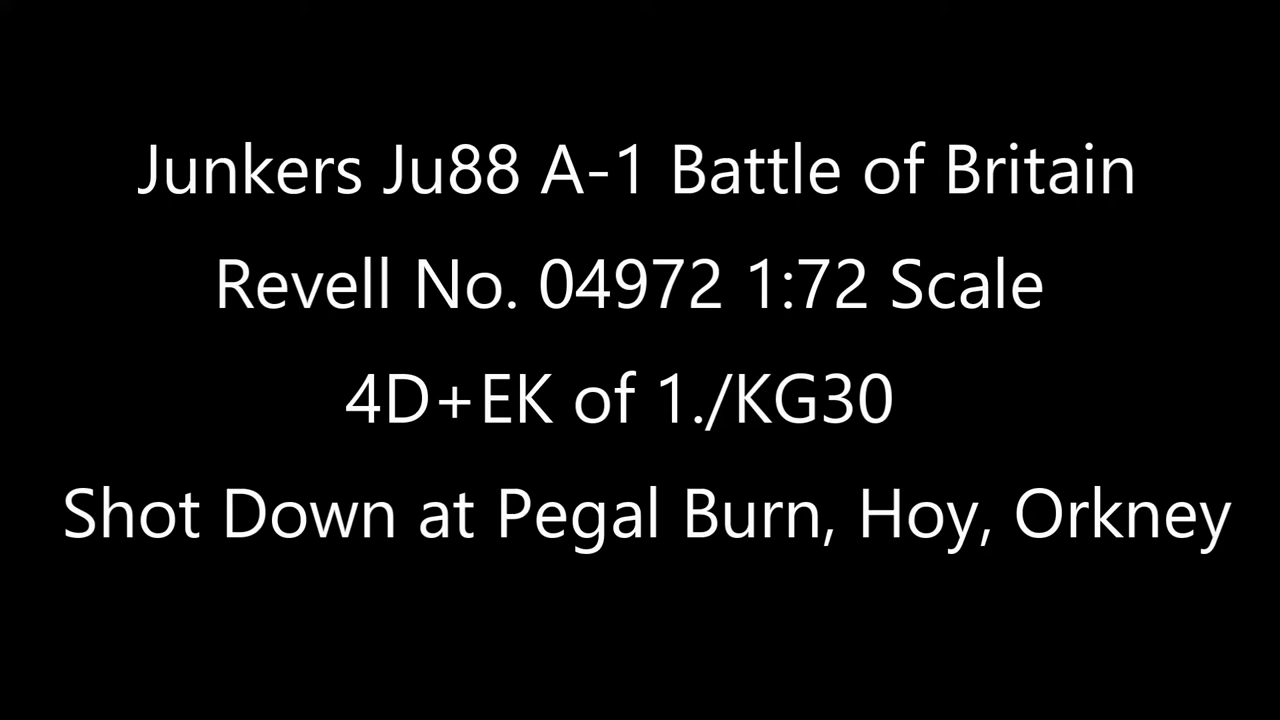 Junkers Ju88 A-1 Battle of Britain
Revell No. 04972 1:72 Scale
4D+EK of 1./KG30
Shot Down at Pegal Burn, Hoy, Orkney